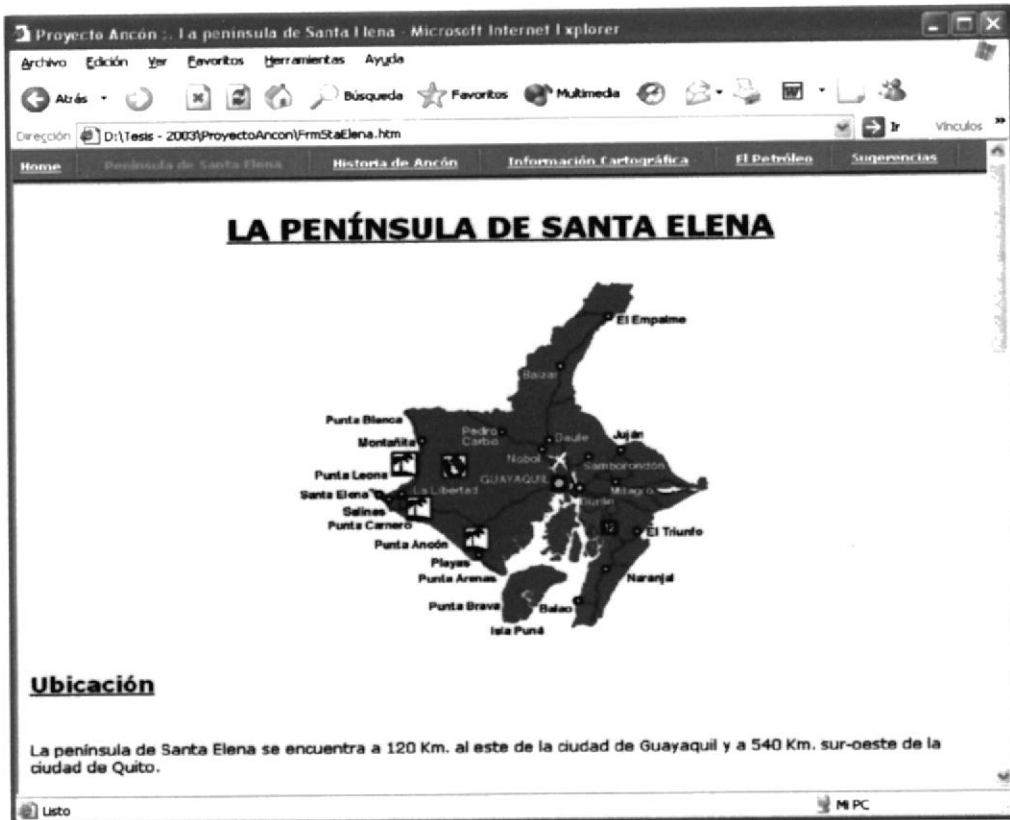 Proyecto Ancón :. La península de Santa Elena - Microsoft Internet Explorer
Archivo Edición Ver Favoritos Herramientas Ayuda
Atrás Búsqueda Favoritos Multimedia
Dirección D:\Tesis - 2003\ProyectoAncon\FrmStaElena.htm Ir Vínculos »
Home Península de Santa Elena Historia de Ancón Información Cartográfica El Petróleo Sugerencias
LA PENÍNSULA DE SANTA ELENA
El Empalme
Balzar
Punta Blanca
Pedro Carbo
Daule
Juján
Montañita
Nobol
Samborondón
Punta Leona
GUAYAQUIL
Santa Elena
La Libertad
Milagro
Salinas
Durán
Punta Carnero
12
El Triunfo
Punta Ancón
Playas
Punta Arenas
Naranjal
Punta Brava
Balao
Isla Puná
Ubicación
La península de Santa Elena se encuentra a 120 Km. al este de la ciudad de Guayaquil y a 540 Km. sur-oeste de la
ciudad de Quito.
Listo Mi PC